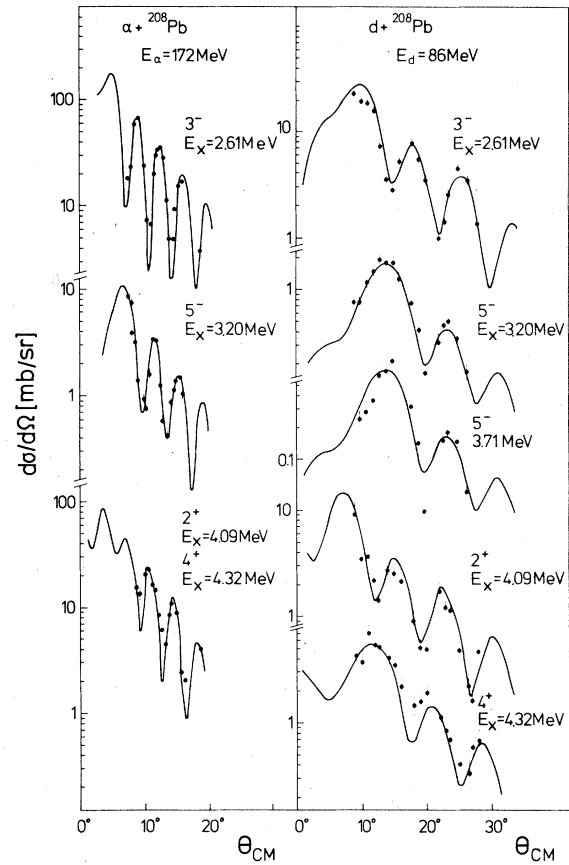 α + ²⁰⁸Pb
E_α = 172 MeV
d + ²⁰⁸Pb
E_d = 86 MeV
dσ/dΩ [mb/sr]
100
10
10
1
100
10
1
3⁻
E_x = 2.61 MeV
5⁻
E_x = 3.20 MeV
2⁺
E_x = 4.09 MeV
4⁺
E_x = 4.32 MeV
0° 10° 20°
Θ_CM
10
1
1
0.1
10
1
1
3⁻
E_x = 2.61 MeV
5⁻
E_x = 3.20 MeV
5⁻
3.71 MeV
2⁺
E_x = 4.09 MeV
4⁺
E_x = 4.32 MeV
0° 10° 20° 30°
Θ_CM